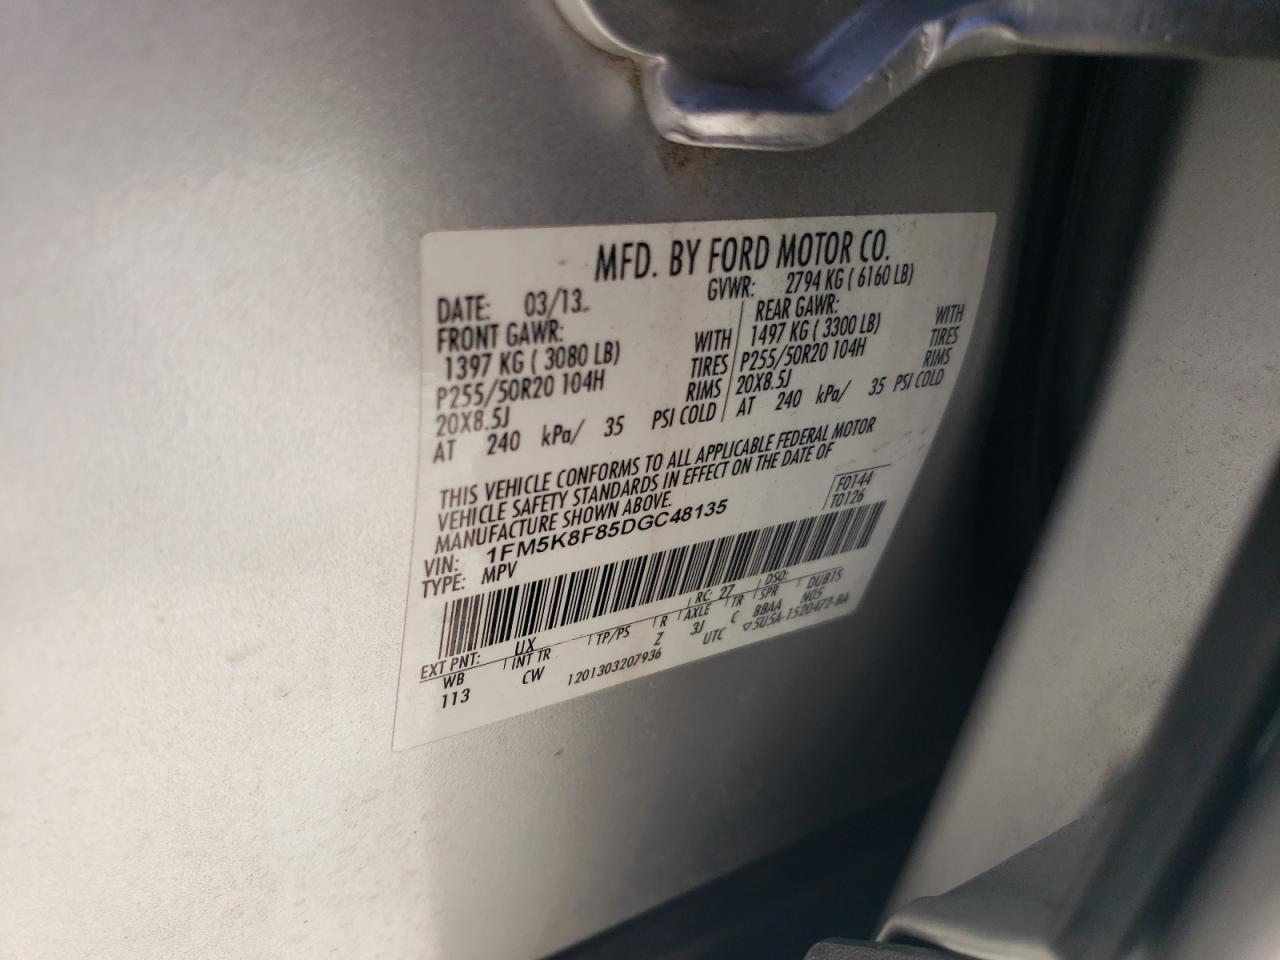 MFD. BY FORD MOTOR CO.
DATE: 03/13 GVWR: 2794 KG ( 6160 LB)
FRONT GAWR: REAR GAWR:
1397 KG ( 3080 LB) WITH 1497 KG ( 3300 LB) WITH
P255/50R20 104H TIRES P255/50R20 104H TIRES
20X8.5J RIMS 20X8.5J RIMS
AT 240 kPa/ 35 PSI COLD AT 240 kPa/ 35 PSI COLD
THIS VEHICLE CONFORMS TO ALL APPLICABLE FEDERAL MOTOR
VEHICLE SAFETY STANDARDS IN EFFECT ON THE DATE OF
MANUFACTURE SHOWN ABOVE.
F0144
T0126
VIN: 1FM5K8F85DGC48135
TYPE: MPV
EXT PNT: UX RC: 27 DSO:
WB INT TR TP/PS R AXLE TR SPR DUB15
113 CW Z 3J C BBAA N05
1201303207936 UTC ▽5U5A-1520472-BA